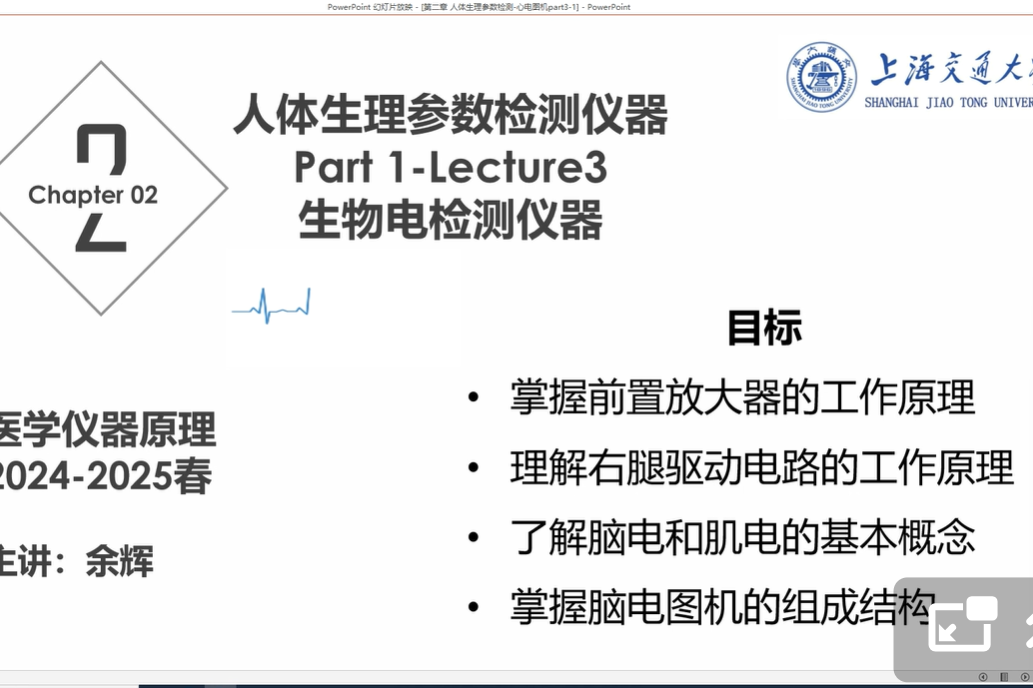 PowerPoint 幻灯片放映 - [第二章 人体生理参数检测-心电图机part3-1] - PowerPoint
上海交通大
SHANGHAI JIAO TONG UNIVER
人体生理参数检测仪器
Part 1-Lecture3
生物电检测仪器
2
Chapter 02
目标
• 掌握前置放大器的工作原理
• 理解右腿驱动电路的工作原理
• 了解脑电和肌电的基本概念
• 掌握脑电图机的组成结构
医学仪器原理
2024-2025春
主讲：余辉